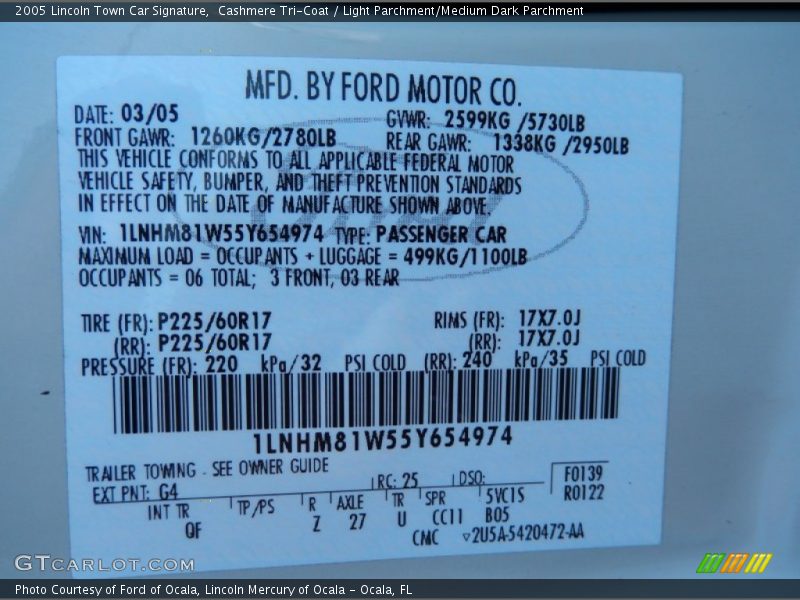 2005 Lincoln Town Car Signature,  Cashmere Tri-Coat / Light Parchment/Medium Dark Parchment
MFD. BY FORD MOTOR CO.
DATE: 03/05 GVWR: 2599KG /5730LB
FRONT GAWR: 1260KG/2780LB REAR GAWR: 1338KG /2950LB
THIS VEHICLE CONFORMS TO ALL APPLICABLE FEDERAL MOTOR
VEHICLE SAFETY, BUMPER, AND THEFT PREVENTION STANDARDS
IN EFFECT ON THE DATE OF MANUFACTURE SHOWN ABOVE.
VIN: 1LNHM81W55Y654974 TYPE: PASSENGER CAR
MAXIMUM LOAD = OCCUPANTS + LUGGAGE = 499KG/1100LB
OCCUPANTS = 06 TOTAL; 3 FRONT, 03 REAR
TIRE (FR): P225/60R17 RIMS (FR): 17X7.0J
(RR): P225/60R17 (RR): 17X7.0J
PRESSURE (FR): 220 kPa/32 PSI COLD (RR): 240 kPa/35 PSI COLD
1LNHM81W55Y654974
TRAILER TOWING - SEE OWNER GUIDE
EXT PNT: G4 RC: 25 DSO: F0139
R0122
INT TR TP/PS R AXLE TR SPR 5VC1S
QF Z 27 U CC11 B05
CMC ▽2U5A-5420472-AA
GTCARLOT.COM
Photo Courtesy of Ford of Ocala, Lincoln Mercury of Ocala - Ocala, FL